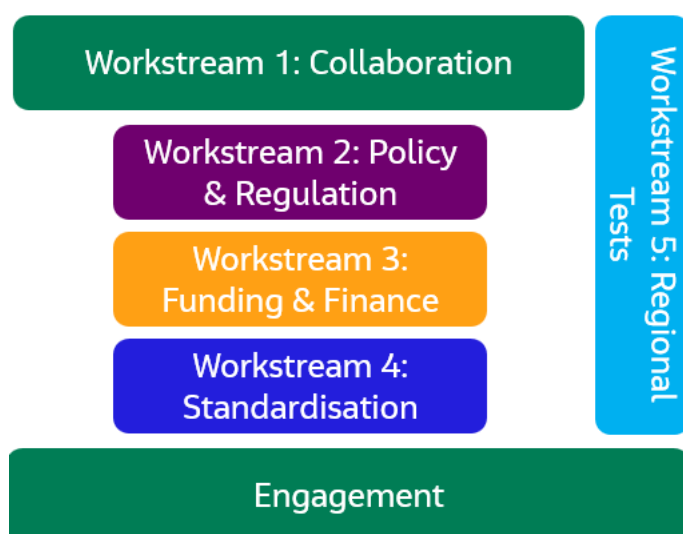 Workstream 1: Collaboration
Workstream 2: Policy
& Regulation
Workstream 3:
Funding & Finance
Workstream 4:
Standardisation
Workstream 5: Regional
Tests
Engagement